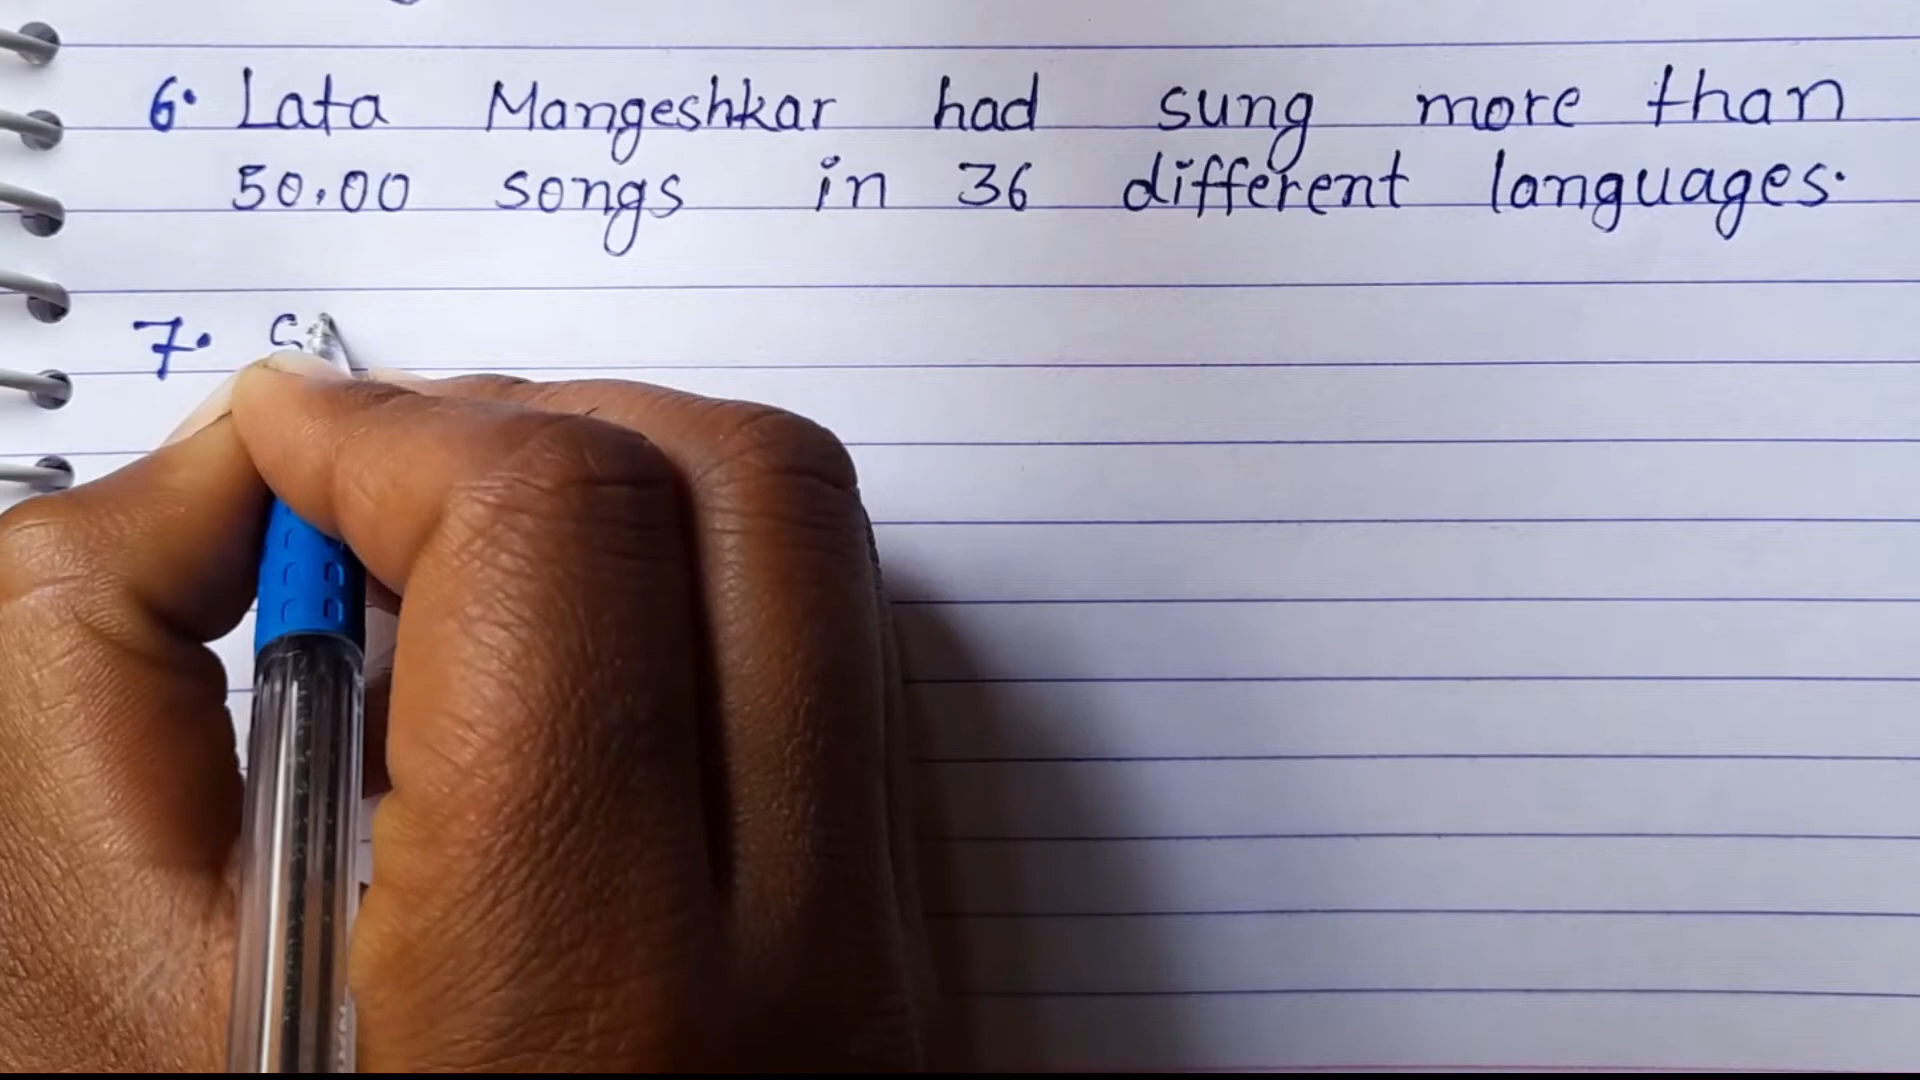 6. Lata Mangeshkar had sung more than
50.00 songs in 36 different languages.
7.